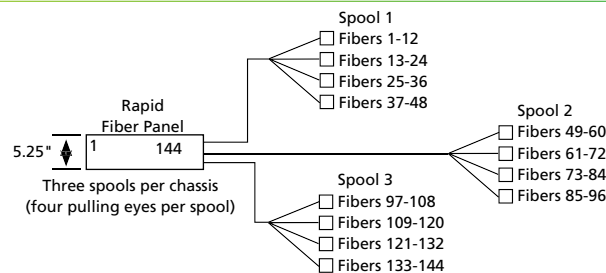 Spool 1
Fibers 1-12
Fibers 13-24
Fibers 25-36
Fibers 37-48
Rapid
Fiber Panel
5.25"
1 144
Three spools per chassis
(four pulling eyes per spool)
Spool 2
Fibers 49-60
Fibers 61-72
Fibers 73-84
Fibers 85-96
Spool 3
Fibers 97-108
Fibers 109-120
Fibers 121-132
Fibers 133-144